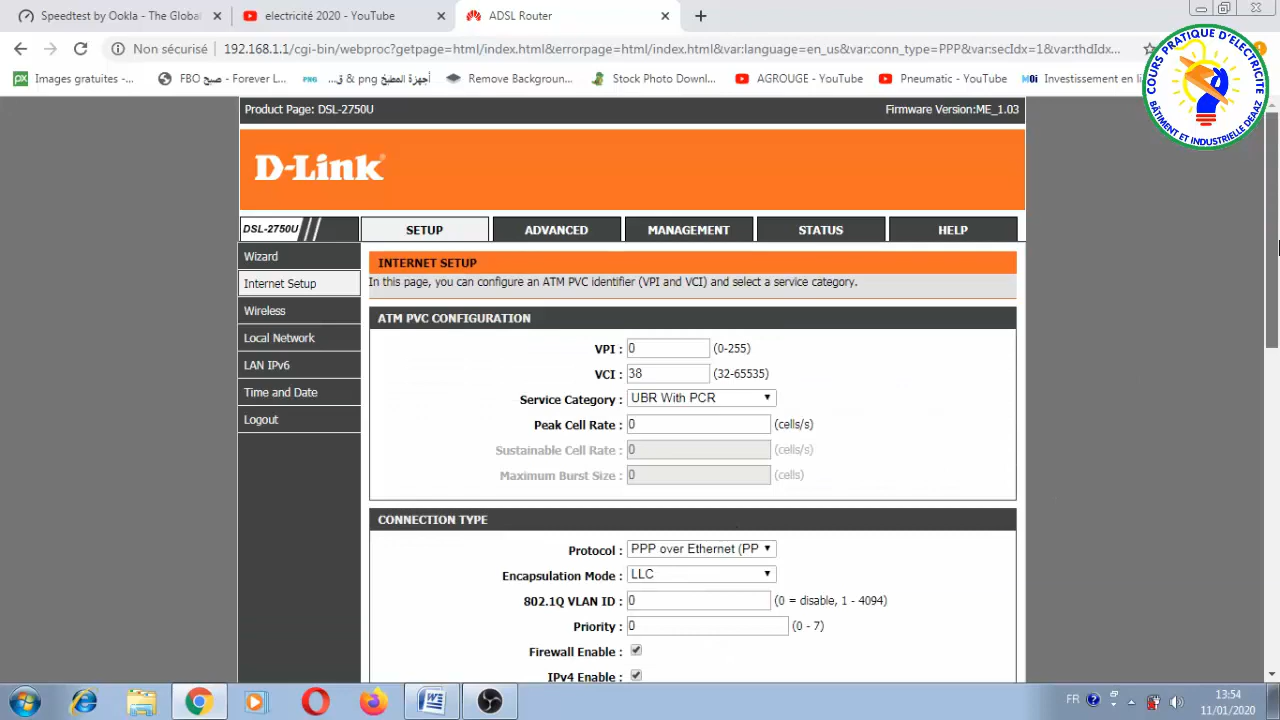 Speedtest by Ookla - The Global
electricité 2020 - YouTube
ADSL Router
Non sécurisé
192.168.1.1/cgi-bin/webproc?getpage=html/index.html&errorpage=html/index.html&var:language=en_us&var:conn_type=PPP&var:secIdx=1&var:thdIdx...
px Images gratuites -...
FBO - Forever L... صبح
PNG أجهزة المطبخ png & ق...
Remove Backgroun...
Stock Photo Downl...
AGROUGE - YouTube
Pneumatic - YouTube
Investissement en li
COURS PRATIQUE D'ELECTRICITE
BÂTIMENT ET INDUSTRIELLE DEAAZ
Product Page: DSL-2750U
Firmware Version:ME_1.03
D-Link
DSL-2750U
SETUP
ADVANCED
MANAGEMENT
STATUS
HELP
Wizard
Internet Setup
Wireless
Local Network
LAN IPv6
Time and Date
Logout
INTERNET SETUP
In this page, you can configure an ATM PVC identifier (VPI and VCI) and select a service category.
ATM PVC CONFIGURATION
VPI : 0 (0-255)
VCI : 38 (32-65535)
Service Category : UBR With PCR
Peak Cell Rate : 0 (cells/s)
Sustainable Cell Rate : 0 (cells/s)
Maximum Burst Size : 0 (cells)
CONNECTION TYPE
Protocol : PPP over Ethernet (PP
Encapsulation Mode : LLC
802.1Q VLAN ID : 0 (0 = disable, 1 - 4094)
Priority : 0 (0 - 7)
Firewall Enable :
IPv4 Enable :
FR
13:54
11/01/2020